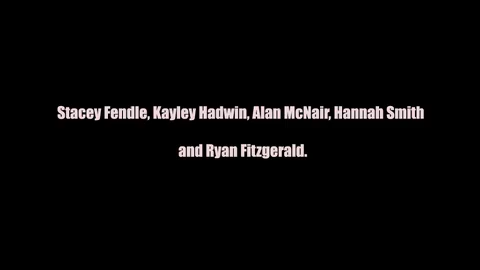 Stacey Fendle, Kayley Hadwin, Alan McNair, Hannah Smith
and Ryan Fitzgerald.